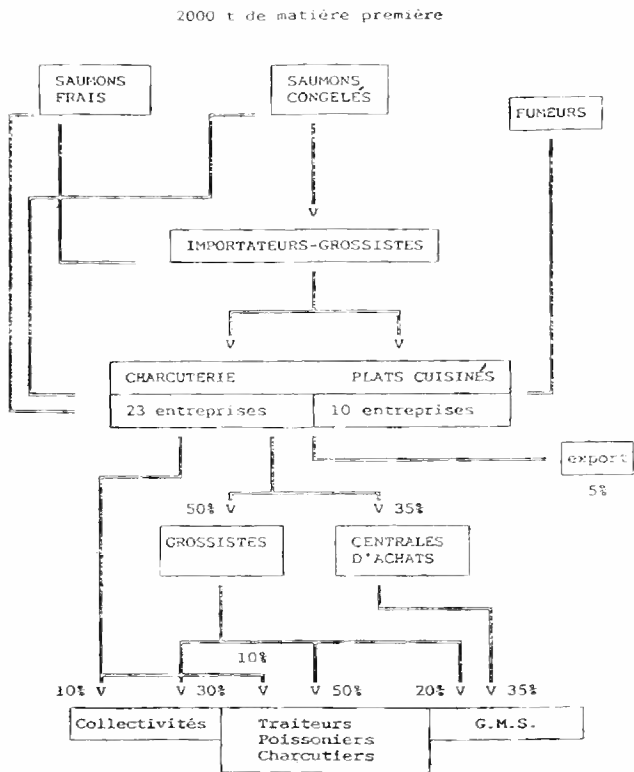 2000 t de matière première
SAUMONS
FRAIS
SAUMONS
CONGELÉS
FUMEURS
IMPORTATEURS-GROSSISTES
CHARCUTERIE PLATS CUISINÉS
23 entreprises 10 entreprises
export
5%
50% V V 35%
GROSSISTES
CENTRALES
D'ACHATS
10%
10% V V 30% V V 50% 20% V V 35%
Collectivités
Traiteurs
Poissoniers
Charcutiers
G.M.S.